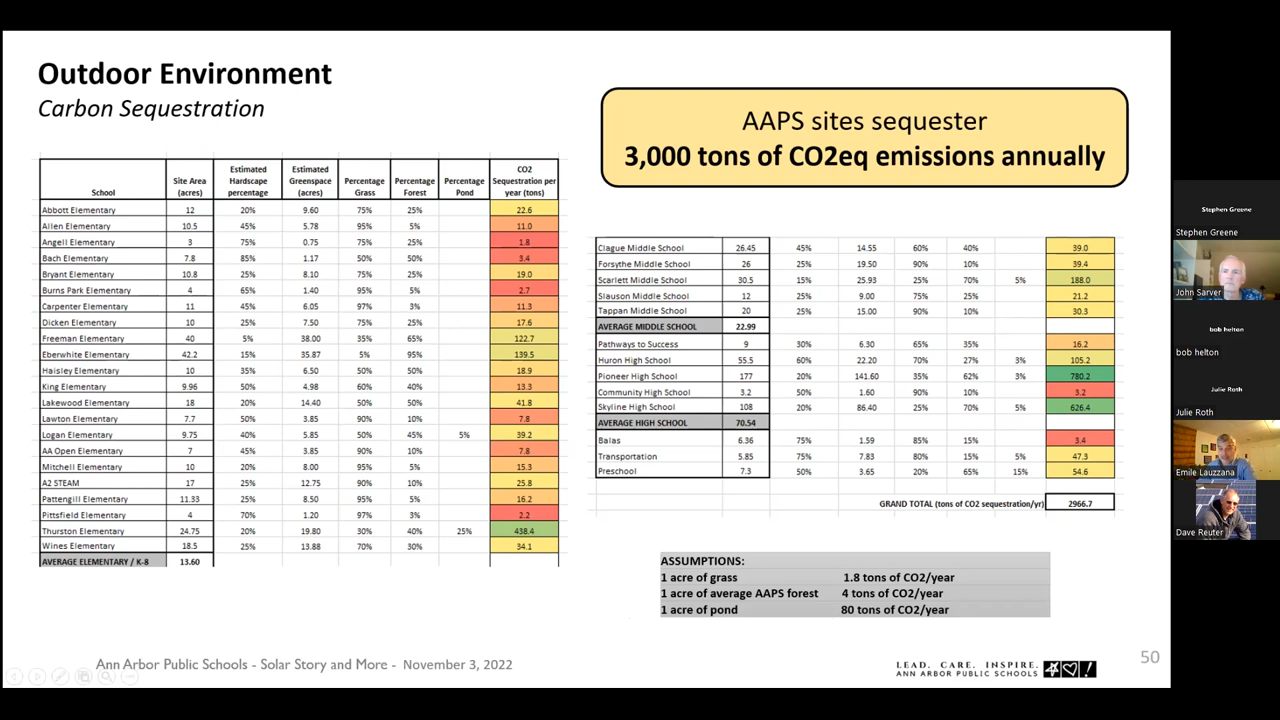 Outdoor Environment
Carbon Sequestration
AAPS sites sequester
3,000 tons of CO2eq emissions annually
School Site Area (acres) Estimated Hardscape percentage Estimated Greenspace (acres) Percentage Grass Percentage Forest Percentage Pond CO2 Sequestration per year (tons)
Abbott Elementary 12 20% 9.60 75% 25% 22.6
Allen Elementary 10.5 45% 5.78 95% 5% 11.0
Angell Elementary 3 75% 0.75 75% 25% 1.8
Bach Elementary 7.8 85% 1.17 50% 50% 3.4
Bryant Elementary 10.8 25% 8.10 75% 25% 19.0
Burns Park Elementary 4 65% 1.40 95% 5% 2.7
Carpenter Elementary 11 45% 6.05 97% 3% 11.3
Dicken Elementary 10 25% 7.50 75% 25% 17.6
Freeman Elementary 40 5% 38.00 35% 65% 122.7
Eberwhite Elementary 42.2 15% 35.87 5% 95% 139.5
Haisley Elementary 10 35% 6.50 50% 50% 18.9
King Elementary 9.96 50% 4.98 60% 40% 13.3
Lakewood Elementary 18 20% 14.40 50% 50% 41.8
Lawton Elementary 7.7 50% 3.85 90% 10% 7.8
Logan Elementary 9.75 40% 5.85 50% 45% 5% 39.2
AA Open Elementary 7 45% 3.85 90% 10% 7.8
Mitchell Elementary 10 20% 8.00 95% 5% 15.3
A2 STEAM 17 25% 12.75 90% 10% 25.8
Pattengill Elementary 11.33 25% 8.50 95% 5% 16.2
Pittsfield Elementary 4 70% 1.20 97% 3% 2.2
Thurston Elementary 24.75 20% 19.80 30% 40% 25% 438.4
Wines Elementary 18.5 25% 13.88 70% 30% 34.1
AVERAGE ELEMENTARY / K-8 13.60
Clague Middle School 26.45 45% 14.55 60% 40% 39.0
Forsythe Middle School 26 25% 19.50 90% 10% 39.4
Scarlett Middle School 30.5 15% 25.93 25% 70% 5% 188.0
Slauson Middle School 12 25% 9.00 75% 25% 21.2
Tappan Middle School 20 25% 15.00 90% 10% 30.3
AVERAGE MIDDLE SCHOOL 22.99
Pathways to Success 9 30% 6.30 65% 35% 16.2
Huron High School 55.5 60% 22.20 70% 27% 3% 105.2
Pioneer High School 177 20% 141.60 35% 62% 3% 780.2
Community High School 3.2 50% 1.60 90% 10% 3.2
Skyline High School 108 20% 86.40 25% 70% 5% 626.4
AVERAGE HIGH SCHOOL 70.54
Balas 6.36 75% 1.59 85% 15% 3.4
Transportation 5.85 75% 7.83 80% 15% 5% 47.3
Preschool 7.3 50% 3.65 20% 65% 15% 54.6
GRAND TOTAL (tons of CO2 sequestration/yr) 2966.7
ASSUMPTIONS:
1 acre of grass 1.8 tons of CO2/year
1 acre of average AAPS forest 4 tons of CO2/year
1 acre of pond 80 tons of CO2/year
Ann Arbor Public Schools - Solar Story and More - November 3, 2022
LEAD. CARE. INSPIRE.
ANN ARBOR PUBLIC SCHOOLS
50
Stephen Greene
Stephen Greene
John Sarver
bob helton
bob helton
Julie Roth
Julie Roth
Emile Lauzzana
Dave Reuter